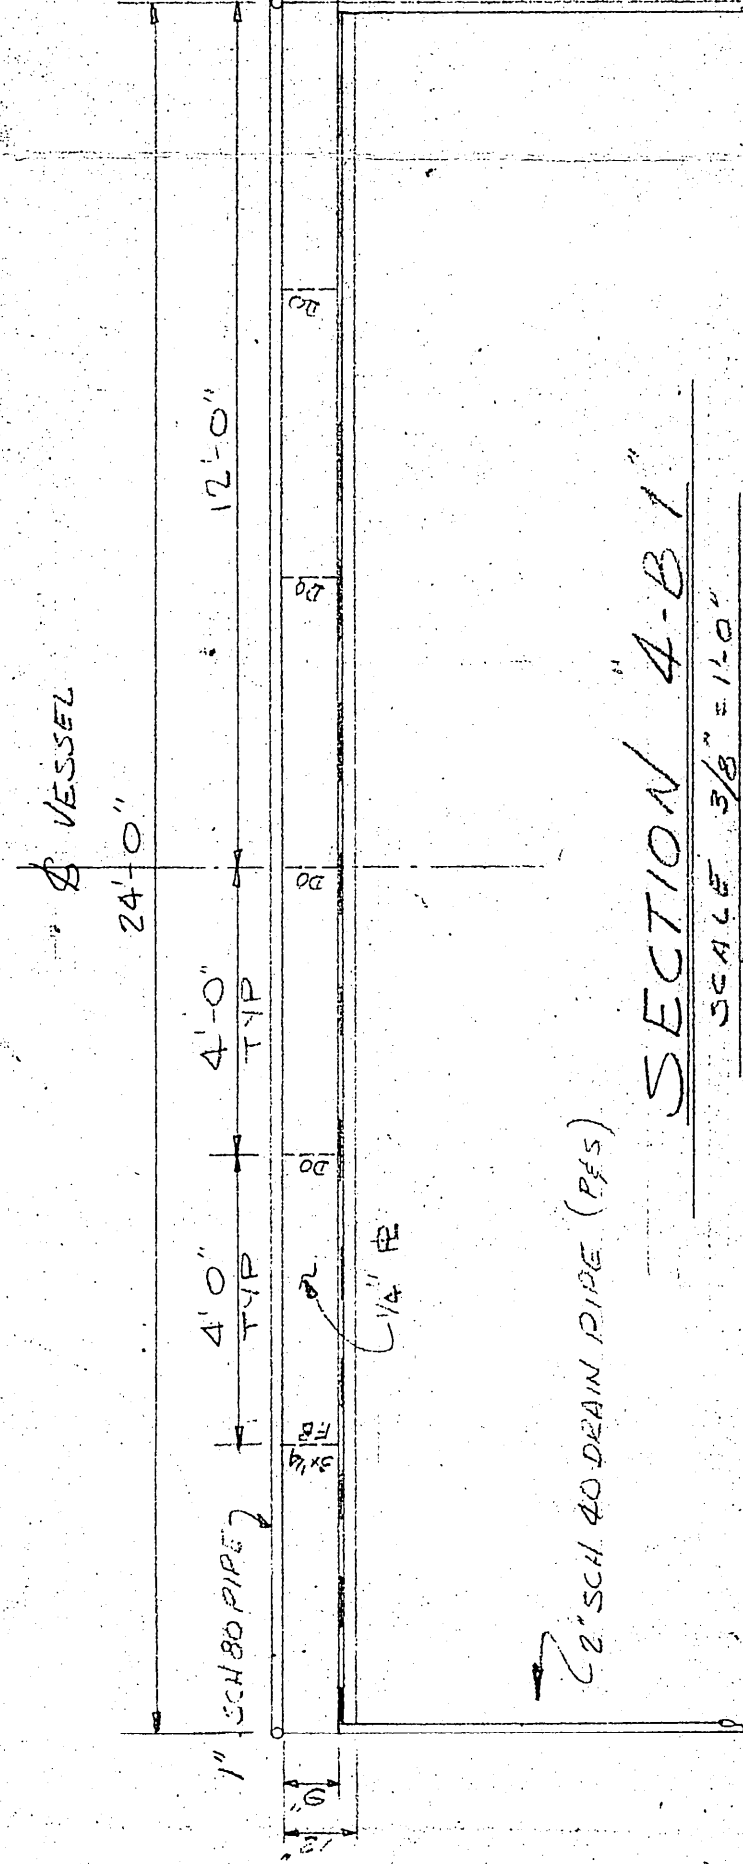 ℄ VESSEL
24'-0"
12'-0"
4'-0"
TYP
4'0"
TYP
1" SCH 80 PIPE
3x1/4
FB
DO
DO
DO
DO
1/4" PL
2" SCH. 40 DRAIN PIPE (P&S)
SECTION "4-B1"
SCALE 3/8" = 1'-0"